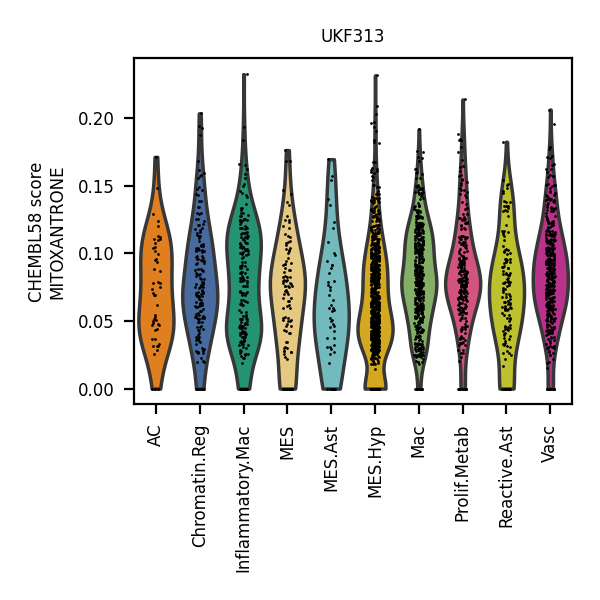 UKF313
CHEMBL58 score
MITOXANTRONE
0.20
0.15
0.10
0.05
0.00
AC
Chromatin.Reg
Inflammatory.Mac
MES
MES.Ast
MES.Hyp
Mac
Prolif.Metab
Reactive.Ast
Vasc